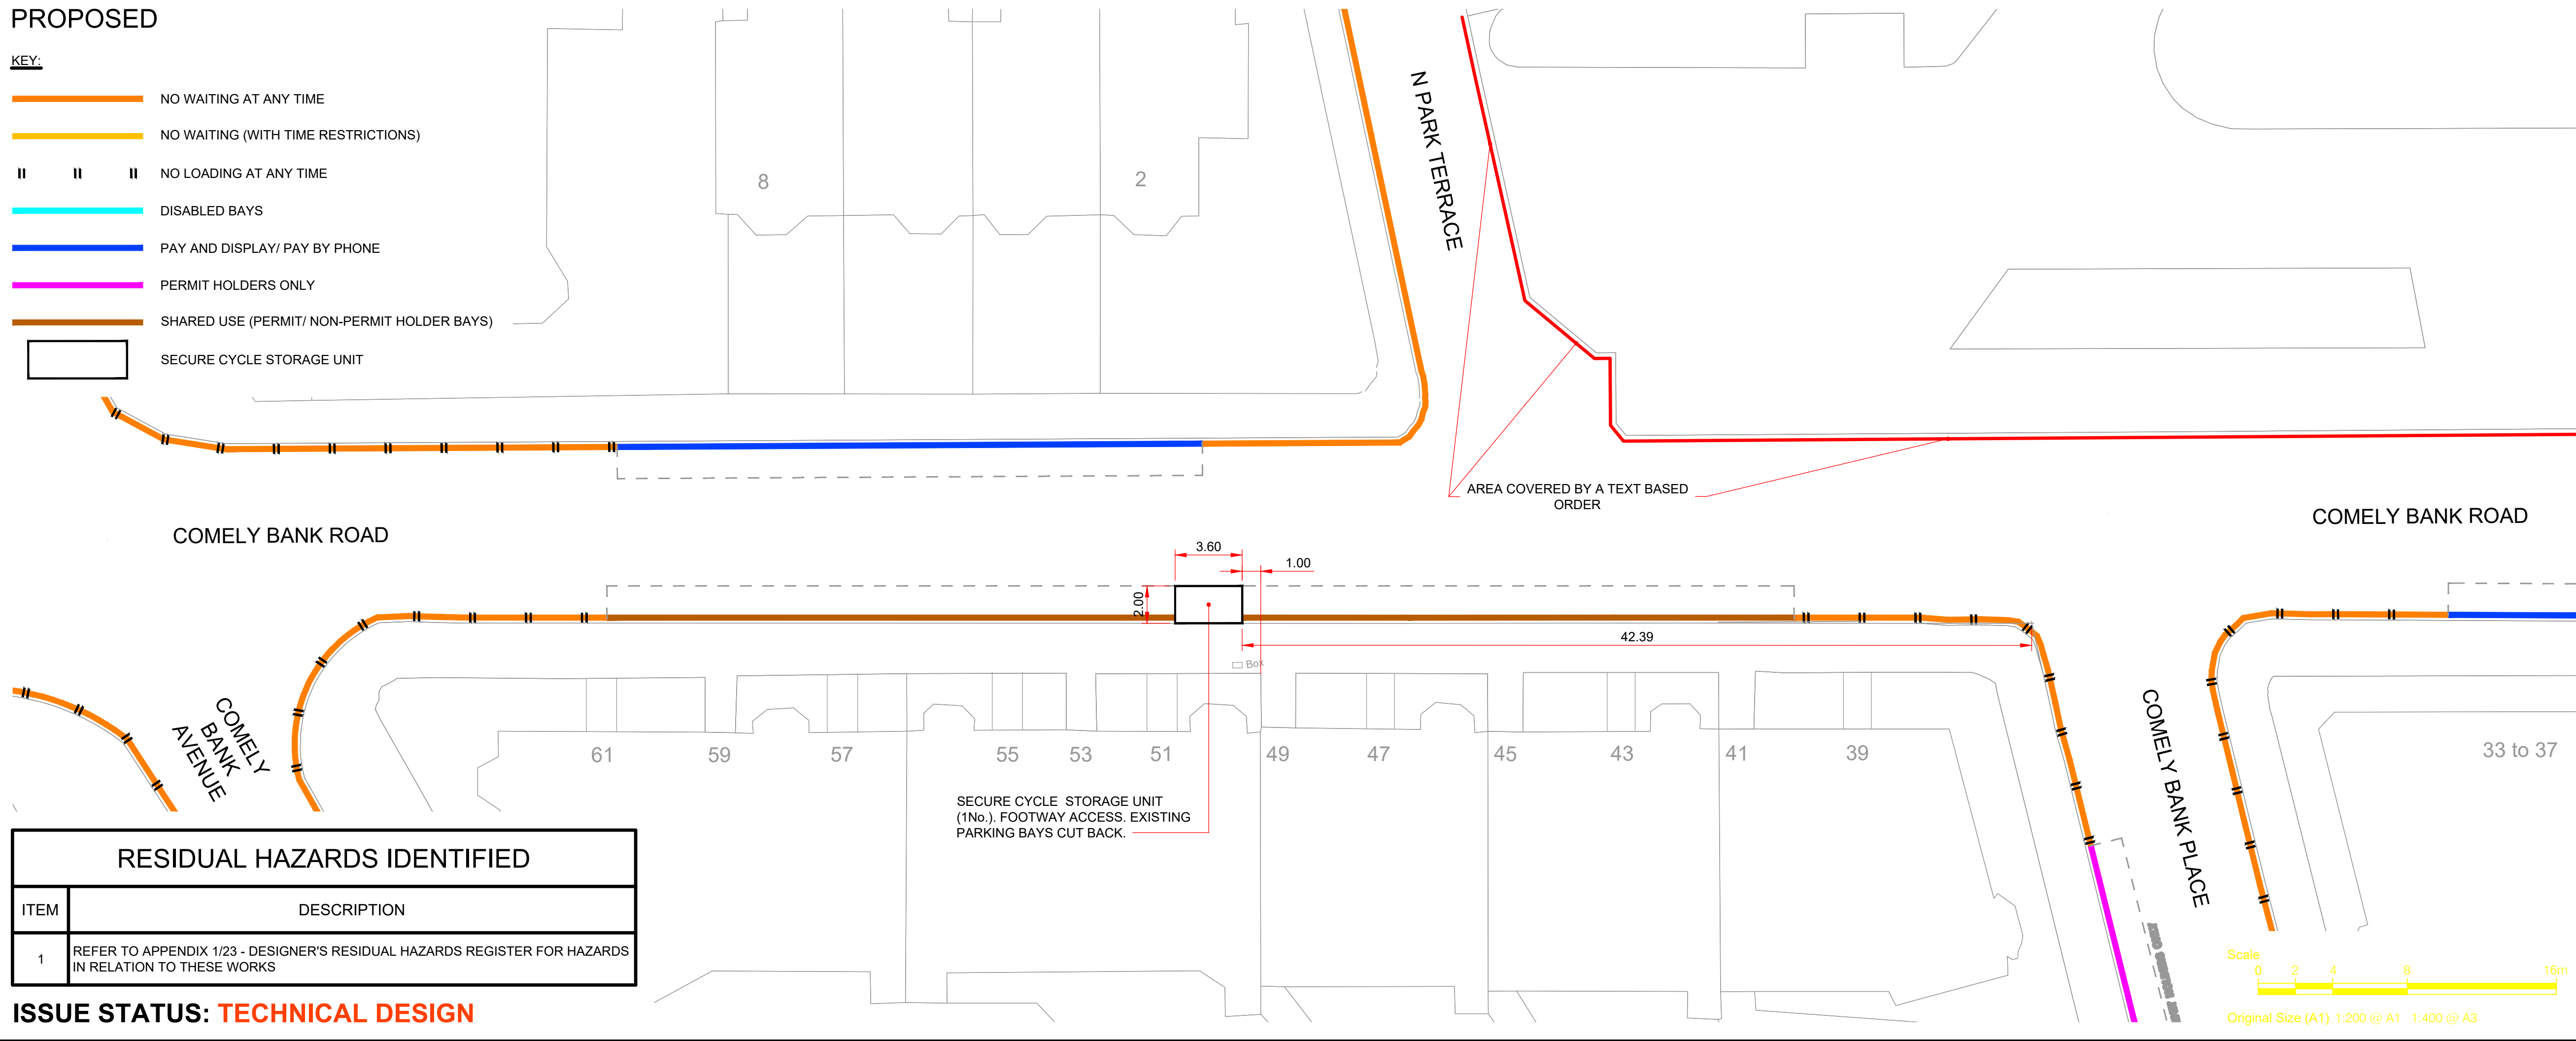 PROPOSED
KEY:
NO WAITING AT ANY TIME
NO WAITING (WITH TIME RESTRICTIONS)
NO LOADING AT ANY TIME
DISABLED BAYS
PAY AND DISPLAY/ PAY BY PHONE
PERMIT HOLDERS ONLY
SHARED USE (PERMIT/ NON-PERMIT HOLDER BAYS)
SECURE CYCLE STORAGE UNIT
8
2
N PARK TERRACE
AREA COVERED BY A TEXT BASED
ORDER
COMELY BANK ROAD
COMELY BANK ROAD
3.60
1.00
2.00
42.39
Box
COMELY
BANK
AVENUE
61
59
57
55
53
51
49
47
45
43
41
39
33 to 37
COMELY BANK PLACE
SECURE CYCLE STORAGE UNIT
(1No.). FOOTWAY ACCESS. EXISTING
PARKING BAYS CUT BACK.
RESIDUAL HAZARDS IDENTIFIED
ITEM
DESCRIPTION
1
REFER TO APPENDIX 1/23 - DESIGNER'S RESIDUAL HAZARDS REGISTER FOR HAZARDS
IN RELATION TO THESE WORKS
ISSUE STATUS: TECHNICAL DESIGN
Scale
0 2 4 8 16m
Original Size (A1) 1:200 @ A1 1:400 @ A3